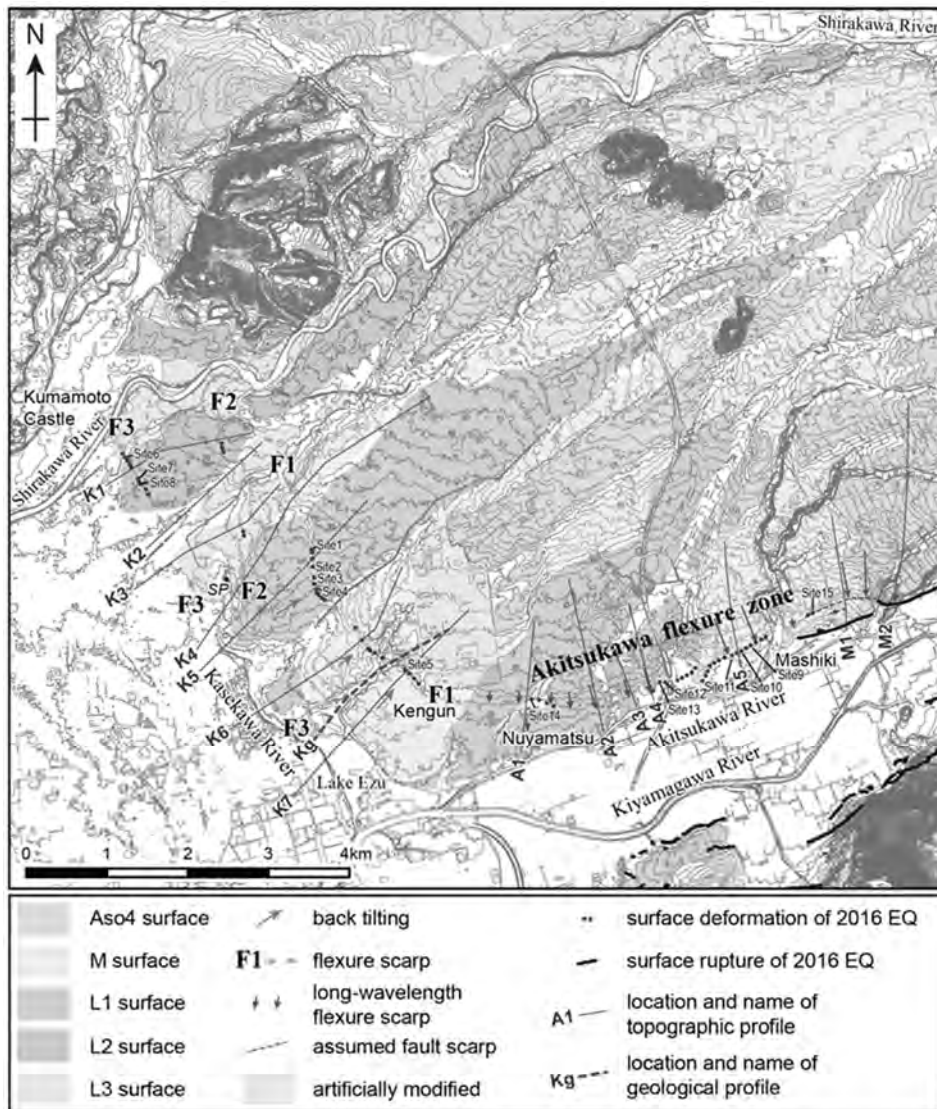 N
Shirakawa River
Kumamoto
Castle
Shirakawa River
F3
F2
F1
Site6
Site7
Site8
K1
K2
K3
Site1
Site2
Site3
Site4
SP
F3
F2
K4
K5
K6
Kasekawa River
Site5
F1
Kengun
F3
Kg
K7
Lake Ezu
Akitsukawa flexure zone
Site15
M1
M2
Mashiki
Site9
Site10
A5
Site11
Site12
Site13
Site14
Nuyamatsu
A1
A2
A3
A4
Akitsukawa River
Kiyamagawa River
0 1 2 3 4km
Aso4 surface
M surface
L1 surface
L2 surface
L3 surface
back tilting
F1 flexure scarp
long-wavelength
flexure scarp
assumed fault scarp
artificially modified
surface deformation of 2016 EQ
surface rupture of 2016 EQ
A1 location and name of
topographic profile
Kg location and name of
geological profile